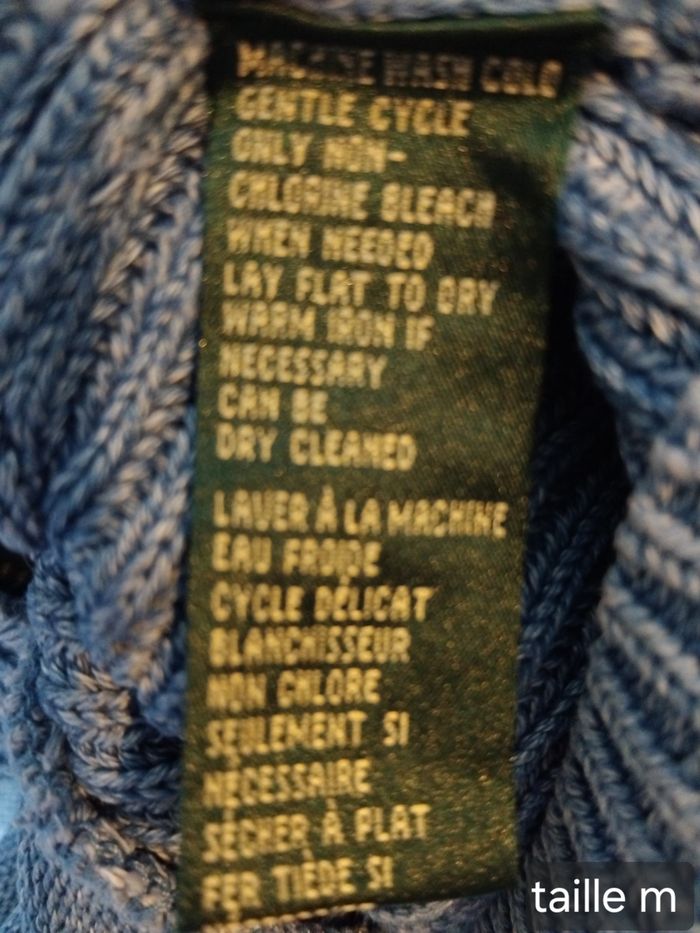 MACHINE WASH COLD
GENTLE CYCLE
ONLY NON-
CHLORINE BLEACH
WHEN NEEDED
LAY FLAT TO DRY
WARM IRON IF
NECESSARY
CAN BE
DRY CLEANED
LAVER À LA MACHINE
EAU FROIDE
CYCLE DÉLICAT
BLANCHISSEUR
NON CHLORE
SEULEMENT SI
NÉCESSAIRE
SÉCHER À PLAT
FER TIÈDE SI
taille m